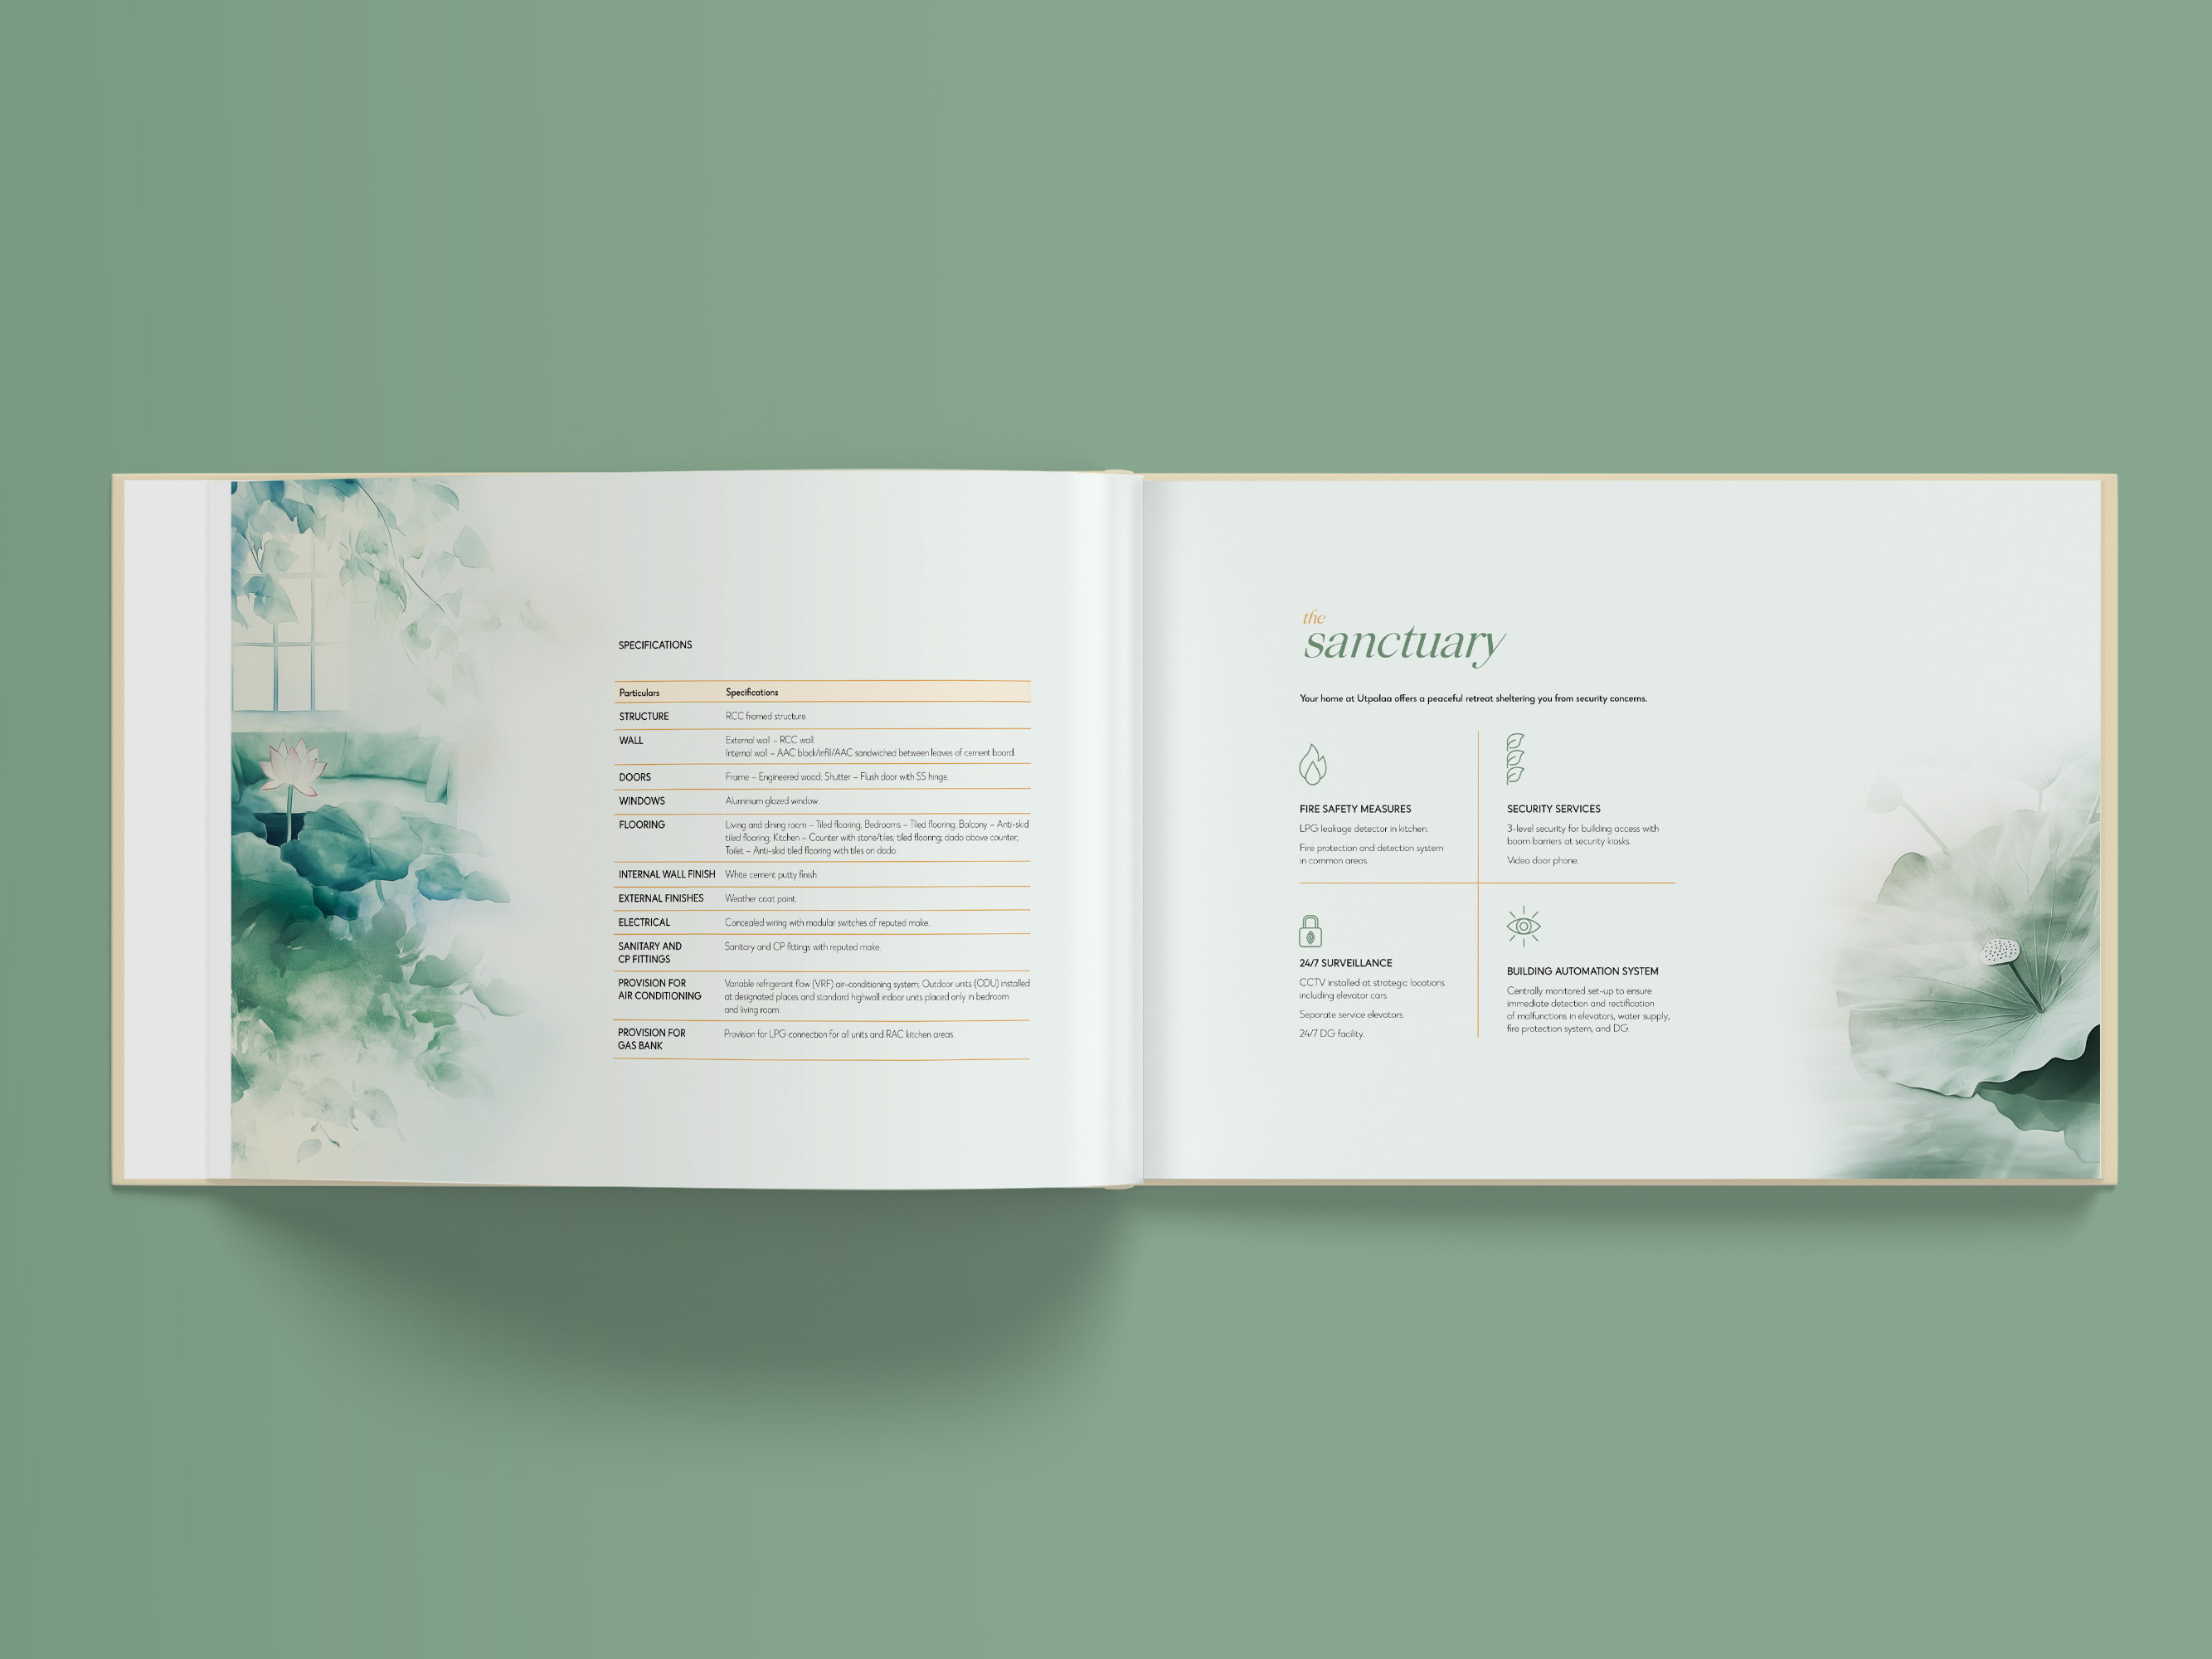 SPECIFICATIONS
Particulars Specifications
STRUCTURE RCC framed structure.
WALL External wall – RCC wall.
Internal wall – AAC block/infill/AAC sandwiched between leaves of cement board.
DOORS Frame – Engineered wood; Shutter – Flush door with SS hinge.
WINDOWS Aluminium glazed window.
FLOORING Living and dining room – Tiled flooring; Bedrooms – Tiled flooring; Balcony – Anti-skid
tiled flooring; Kitchen – Counter with stone/tiles; tiled flooring; dado above counter;
Toilet – Anti-skid tiled flooring with tiles on dado.
INTERNAL WALL FINISH White cement putty finish.
EXTERNAL FINISHES Weather coat paint.
ELECTRICAL Concealed wiring with modular switches of reputed make.
SANITARY AND Sanitary and CP fittings with reputed make.
CP FITTINGS
PROVISION FOR Variable refrigerant flow (VRF) air-conditioning system; Outdoor units (ODU) installed
AIR CONDITIONING at designated places and standard highwall indoor units placed only in bedroom
and living room.
PROVISION FOR Provision for LPG connection for all units and RAC kitchen areas.
GAS BANK
the
sanctuary
Your home at Utpalaa offers a peaceful retreat sheltering you from security concerns.
FIRE SAFETY MEASURES
LPG leakage detector in kitchen.
Fire protection and detection system
in common areas.
SECURITY SERVICES
3-level security for building access with
boom barriers at security kiosks.
Video door phone.
24/7 SURVEILLANCE
CCTV installed at strategic locations
including elevator cars.
Separate service elevators.
24/7 DG facility.
BUILDING AUTOMATION SYSTEM
Centrally monitored set-up to ensure
immediate detection and rectification
of malfunctions in elevators, water supply,
fire protection system, and DG.